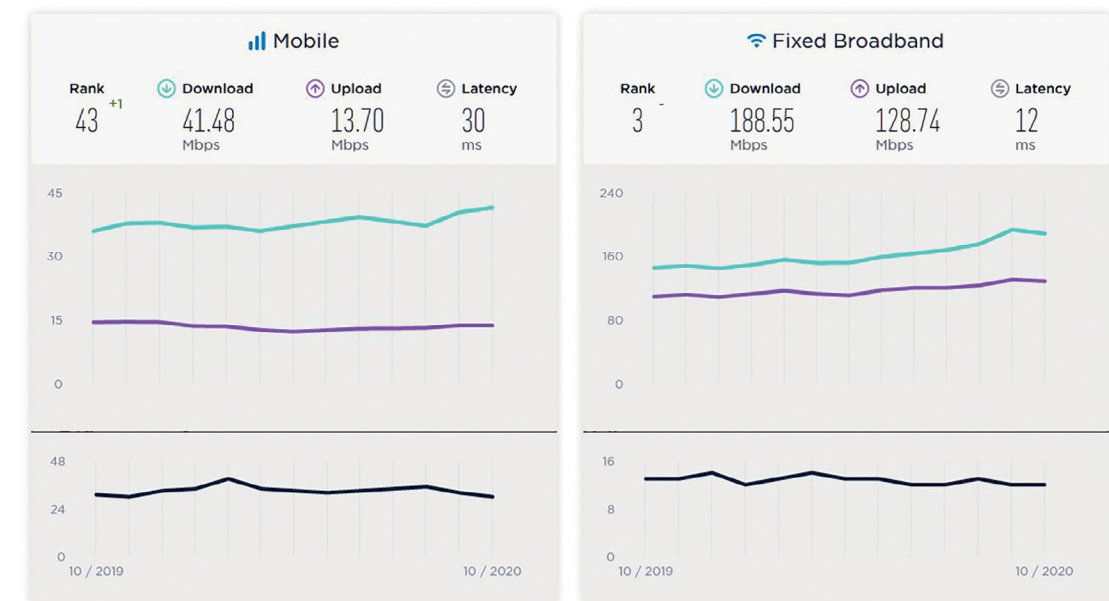 Mobile
Rank Download Upload Latency
43 +1 41.48 13.70 30
Mbps Mbps ms
45
30
15
0
48
24
0
10 / 2019 10 / 2020
Fixed Broadband
Rank Download Upload Latency
3 - 188.55 128.74 12
Mbps Mbps ms
240
160
80
0
16
8
0
10 / 2019 10 / 2020